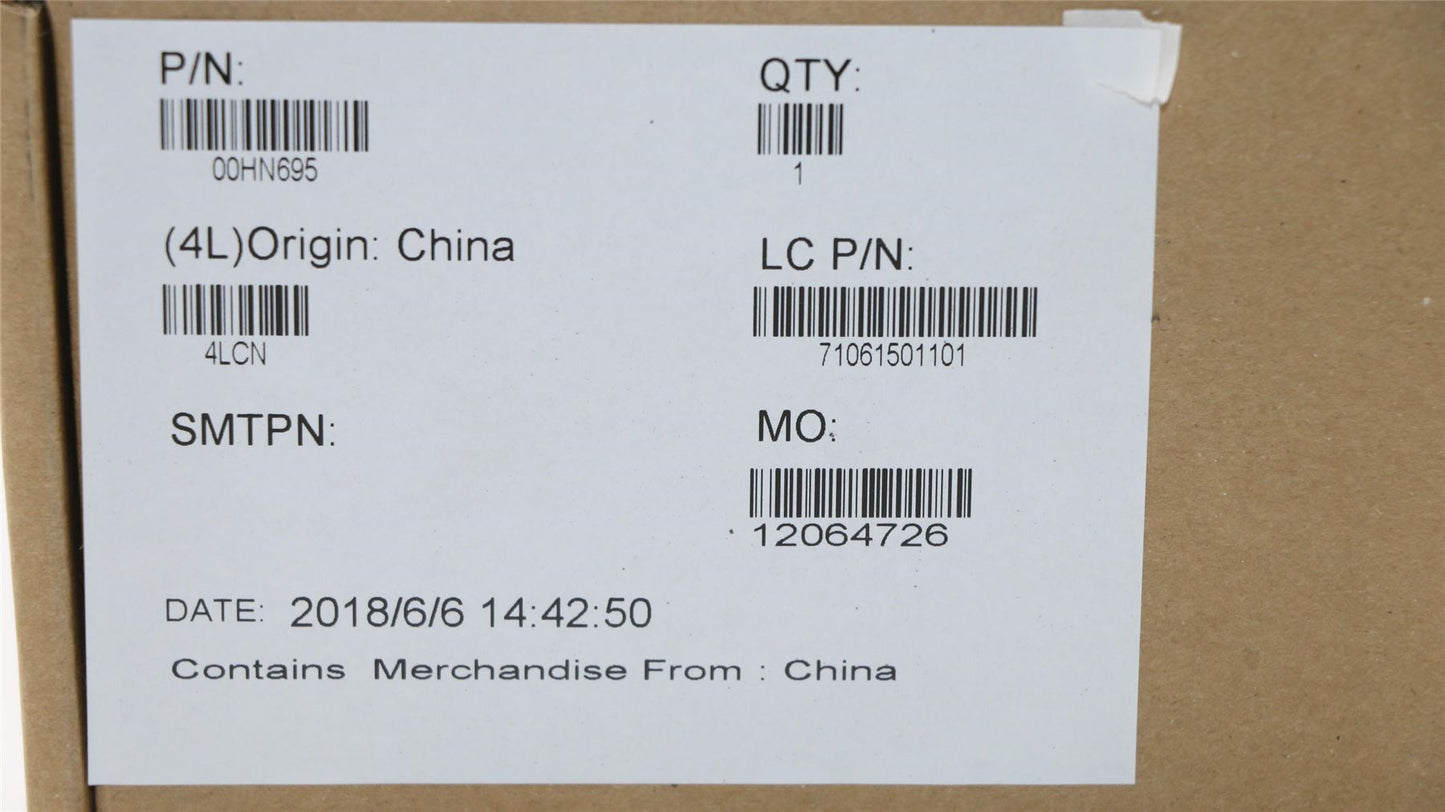 P/N:
00HN695
QTY:
1
(4L)Origin: China
4LCN
LC P/N:
71061501101
SMTPN:
MO:
12064726
DATE: 2018/6/6 14:42:50
Contains Merchandise From : China